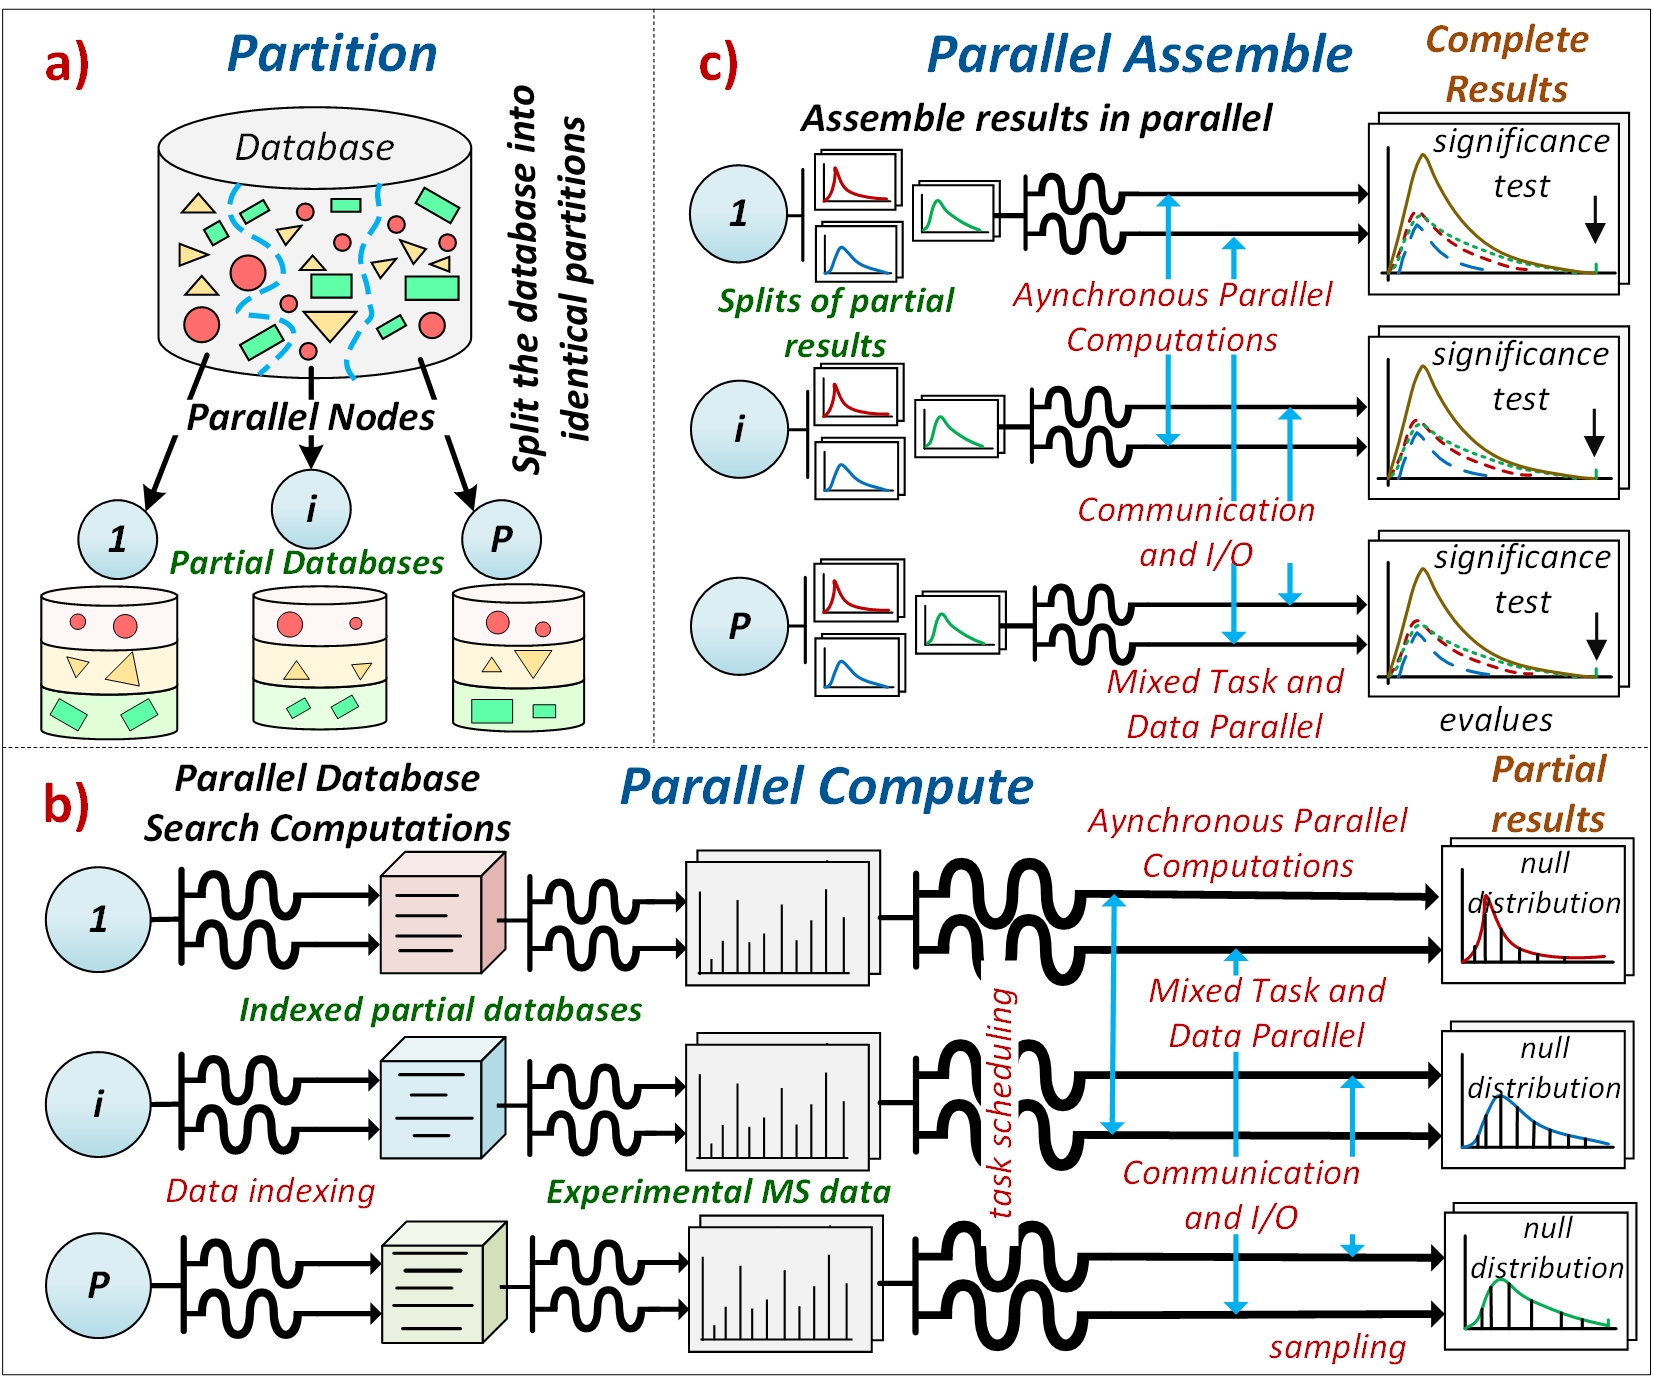 a)
Partition
Database
Split the database into
identical partitions
Parallel Nodes
1
i
P
Partial Databases
c)
Parallel Assemble
Complete
Results
Assemble results in parallel
1
significance
test
Splits of partial
results
Aynchronous Parallel
Computations
i
significance
test
Communication
and I/O
P
significance
test
Mixed Task and
Data Parallel
evalues
b)
Parallel Database
Search Computations
Parallel Compute
Partial
results
Aynchronous Parallel
Computations
1
null
distribution
Indexed partial databases
Mixed Task and
Data Parallel
task scheduling
i
null
distribution
Data indexing
Experimental MS data
Communication
and I/O
P
null
distribution
sampling